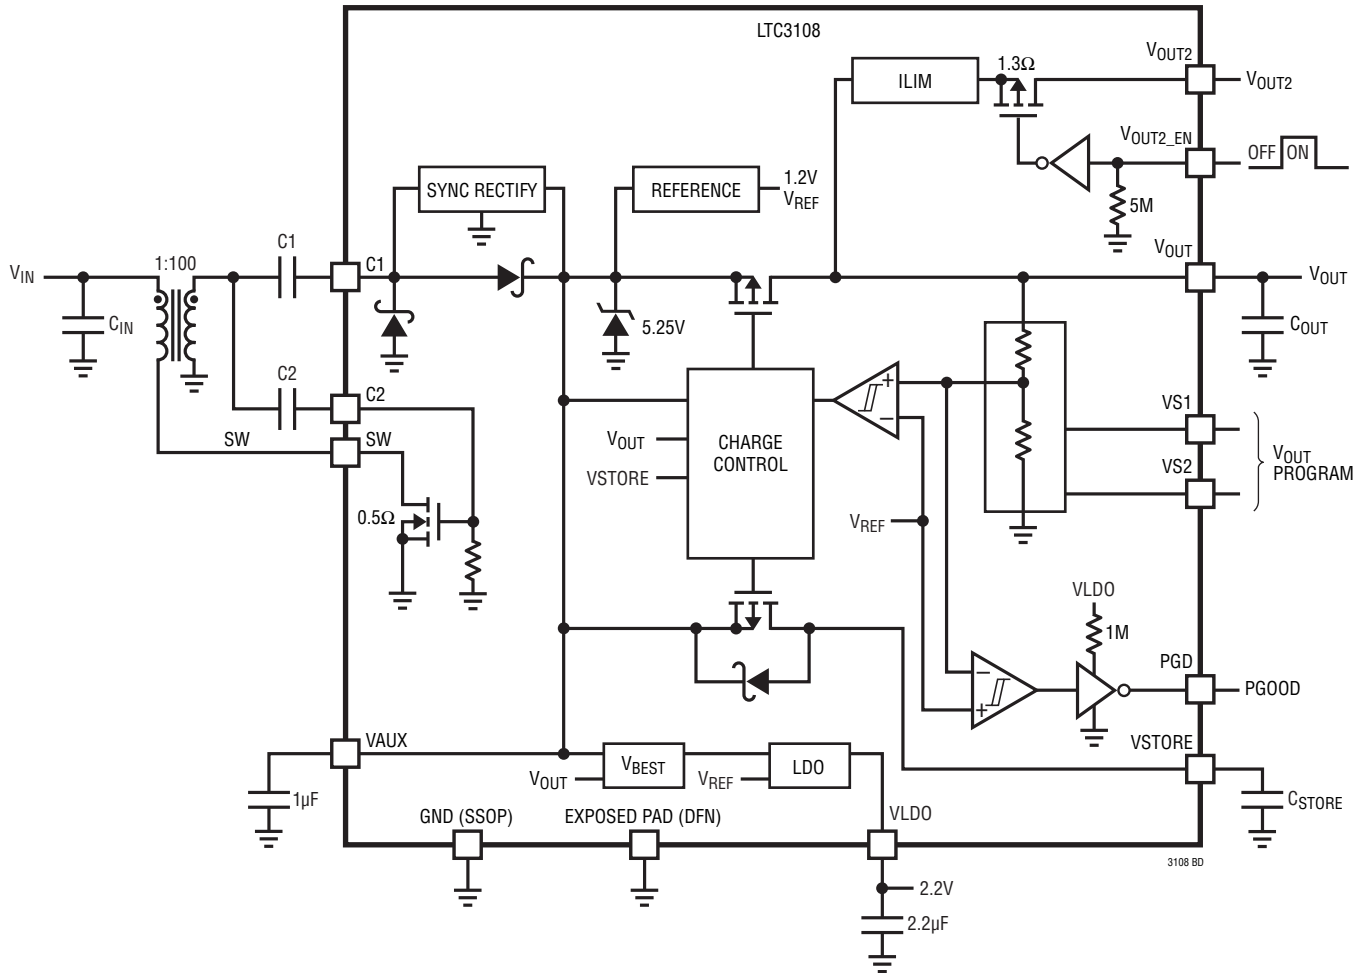 LTC3108
VOUT2
1.3Ω
ILIM
VOUT2
VOUT2_EN
OFF ON
SYNC RECTIFY
REFERENCE
1.2V
VREF
5M
C1
VOUT
1:100
VIN
C1
VOUT
CIN
5.25V
COUT
C2
C2
VS1
SW
SW
VOUT
CHARGE
CONTROL
VSTORE
VS2
VOUT
PROGRAM
0.5Ω
VREF
VLDO
1M
PGD
PGOOD
VAUX
VSTORE
VBEST
LDO
VOUT
VREF
1µF
CSTORE
GND (SSOP)
EXPOSED PAD (DFN)
VLDO
3108 BD
2.2V
2.2µF
+
−
−
+